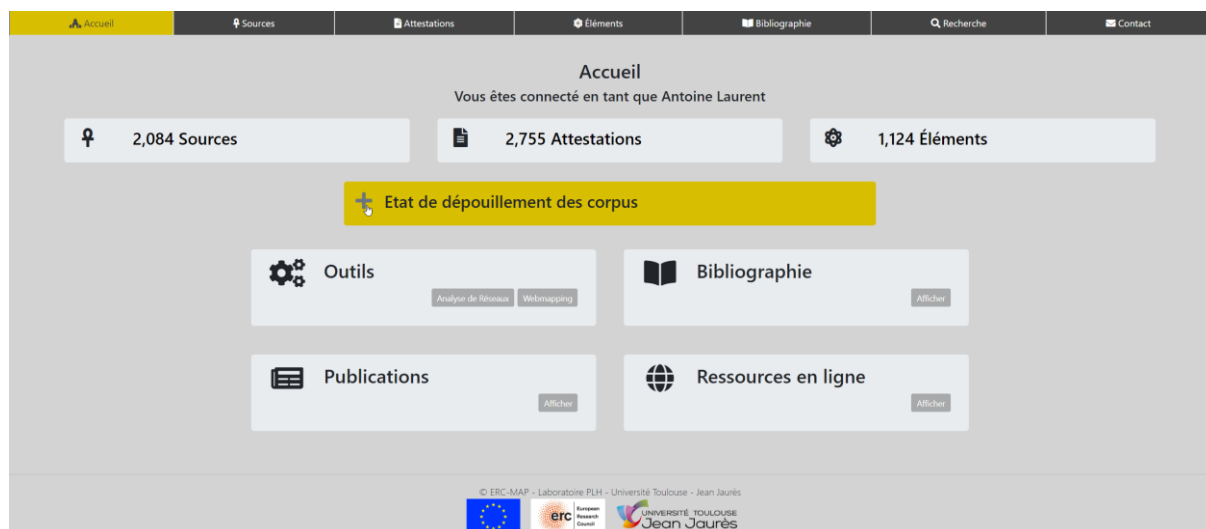 Accueil Sources Attestations Éléments Bibliographie Recherche Contact
Accueil
Vous êtes connecté en tant que Antoine Laurent
2,084 Sources 2,755 Attestations 1,124 Éléments
Etat de dépouillement des corpus
Outils Bibliographie
Analyse de Réseaux Webmapping Afficher
Publications Ressources en ligne
Afficher Afficher
© ERC-MAP - Laboratoire PLH - Université Toulouse - Jean Jaurès
erc European Research Council
UNIVERSITÉ TOULOUSE
Jean Jaurès